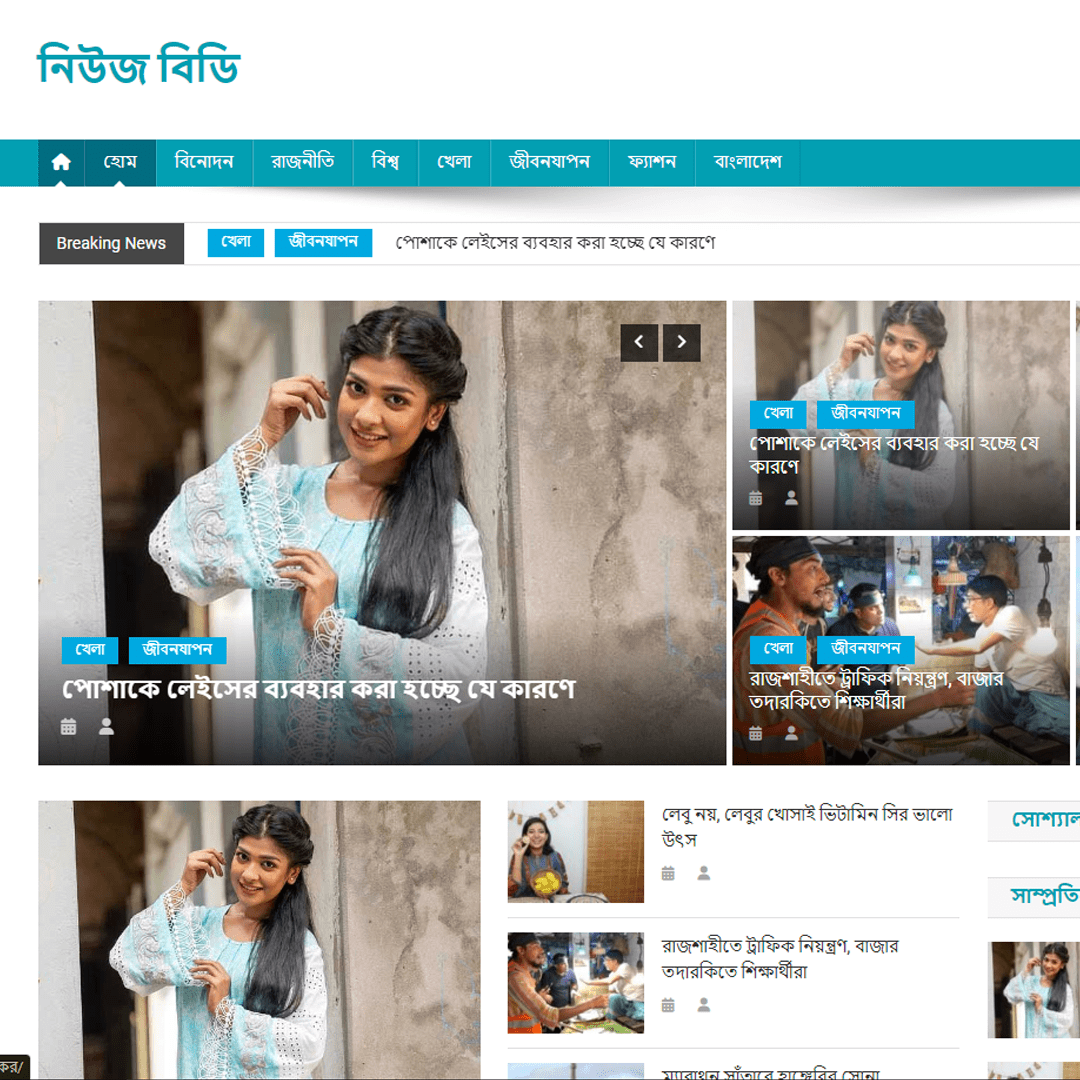 নিউজ বিডি
হোম বিনোদন রাজনীতি বিশ্ব খেলা জীবনযাপন ফ্যাশন বাংলাদেশ
Breaking News খেলা জীবনযাপন পোশাকে লেইসের ব্যবহার করা হচ্ছে যে কারণে
খেলা জীবনযাপন
পোশাকে লেইসের ব্যবহার করা হচ্ছে যে কারণে
খেলা জীবনযাপন
পোশাকে লেইসের ব্যবহার করা হচ্ছে যে
কারণে
খেলা জীবনযাপন
রাজশাহীতে ট্রাফিক নিয়ন্ত্রণ, বাজার
তদারকিতে শিক্ষার্থীরা
লেবু নয়, লেবুর খোসাই ভিটামিন সির ভালো
উৎস
রাজশাহীতে ট্রাফিক নিয়ন্ত্রণ, বাজার
তদারকিতে শিক্ষার্থীরা
ম্যারাথন সাঁতারে হাঙ্গেরির সোনা
সোশ্যাল
সাম্প্রতি